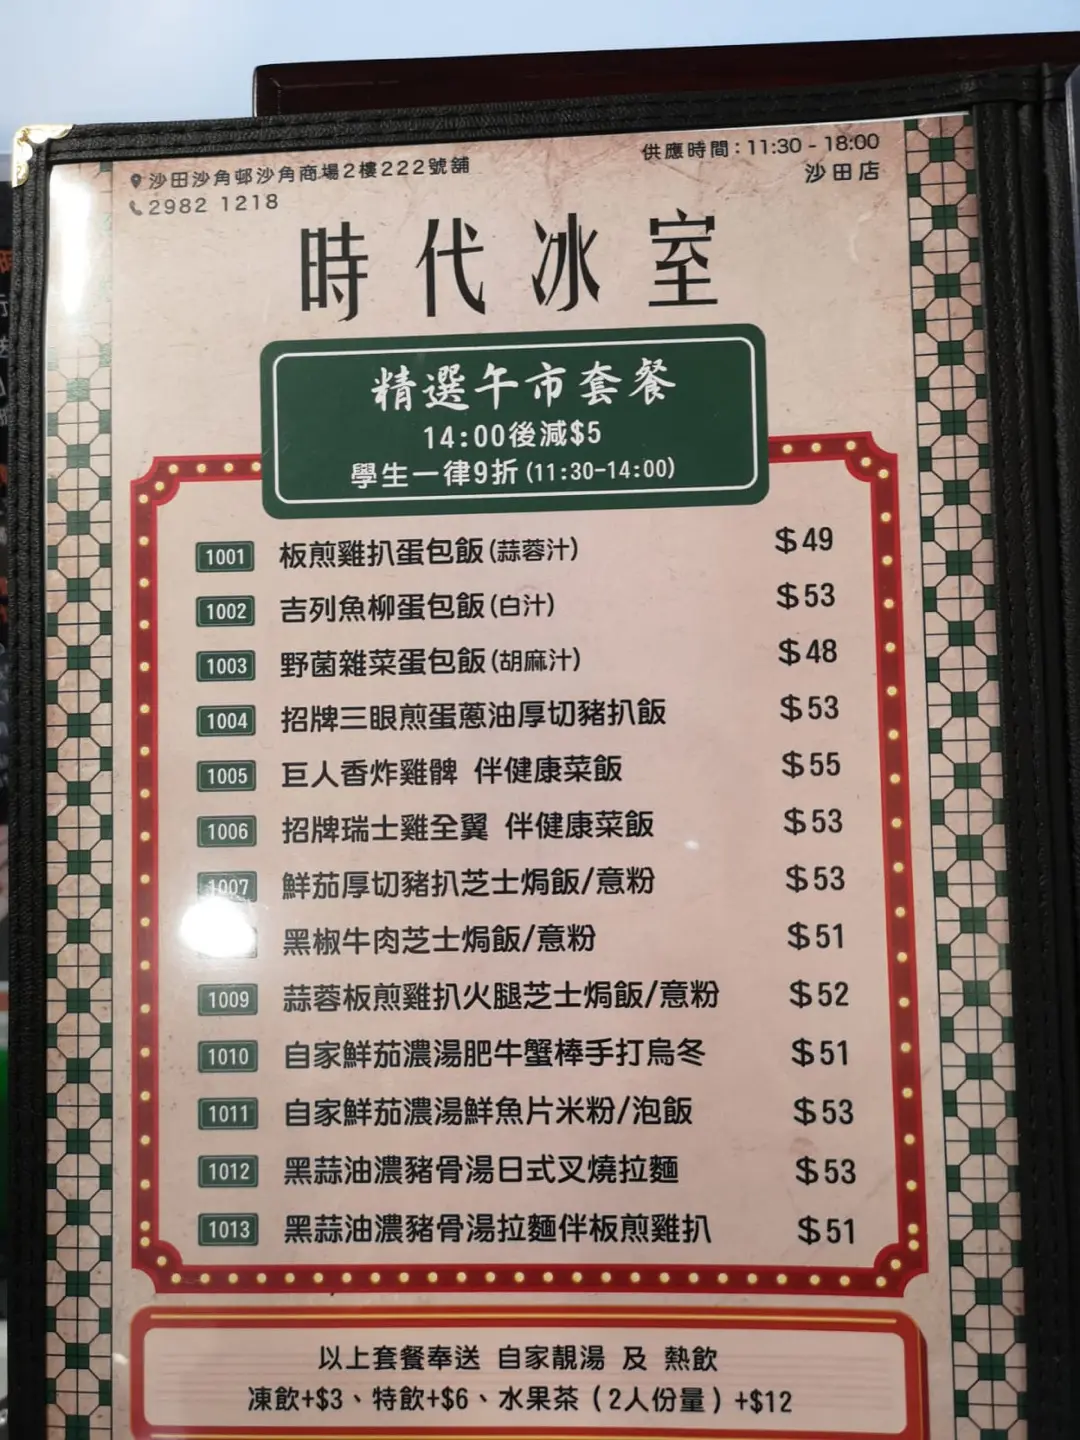 沙田沙角邨沙角商場2樓222號舖
2982 1218
供應時間：11:30 - 18:00
沙田店
時代冰室
精選午市套餐
14:00後減$5
學生一律9折(11:30-14:00)
1001 板煎雞扒蛋包飯(蒜蓉汁) $49
1002 吉列魚柳蛋包飯(白汁) $53
1003 野菌雜菜蛋包飯(胡麻汁) $48
1004 招牌三眼煎蛋蔥油厚切豬扒飯 $53
1005 巨人香炸雞髀 伴健康菜飯 $55
1006 招牌瑞士雞全翼 伴健康菜飯 $53
1007 鮮茄厚切豬扒芝士焗飯/意粉 $53
黑椒牛肉芝士焗飯/意粉 $51
1009 蒜蓉板煎雞扒火腿芝士焗飯/意粉 $52
1010 自家鮮茄濃湯肥牛蟹棒手打烏冬 $51
1011 自家鮮茄濃湯鮮魚片米粉/泡飯 $53
1012 黑蒜油濃豬骨湯日式叉燒拉麵 $53
1013 黑蒜油濃豬骨湯拉麵伴板煎雞扒 $51
以上套餐奉送 自家靚湯 及 熱飲
凍飲+$3、特飲+$6、水果茶（2人份量）+$12